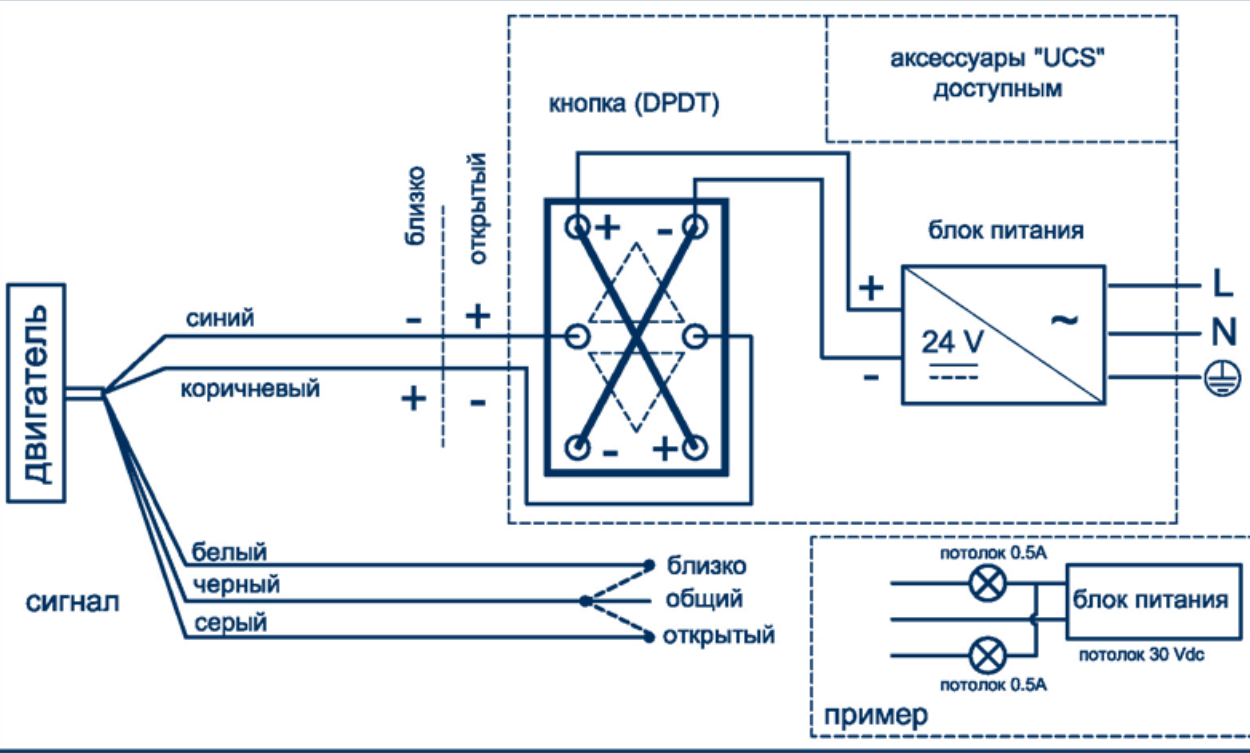 аксессуары "UCS"
доступным
кнопка (DPDT)
близко
открытый
блок питания
+ -
+
L
24 V ~
N
-
двигатель
синий
- +
коричневый
+ -
- +
сигнал
белый
близко
черный
общий
серый
открытый
потолок 0.5A
блок питания
потолок 30 Vdc
потолок 0.5A
пример